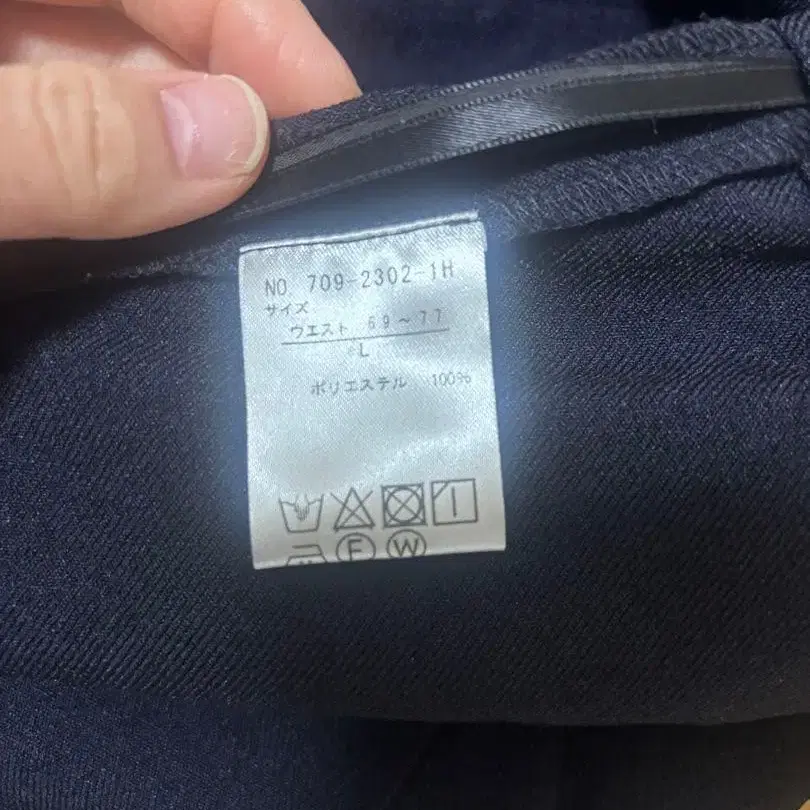 NO. 709-2302-1H
サイズ
ウエスト 69~77
L
ポリエステル 100%
F W